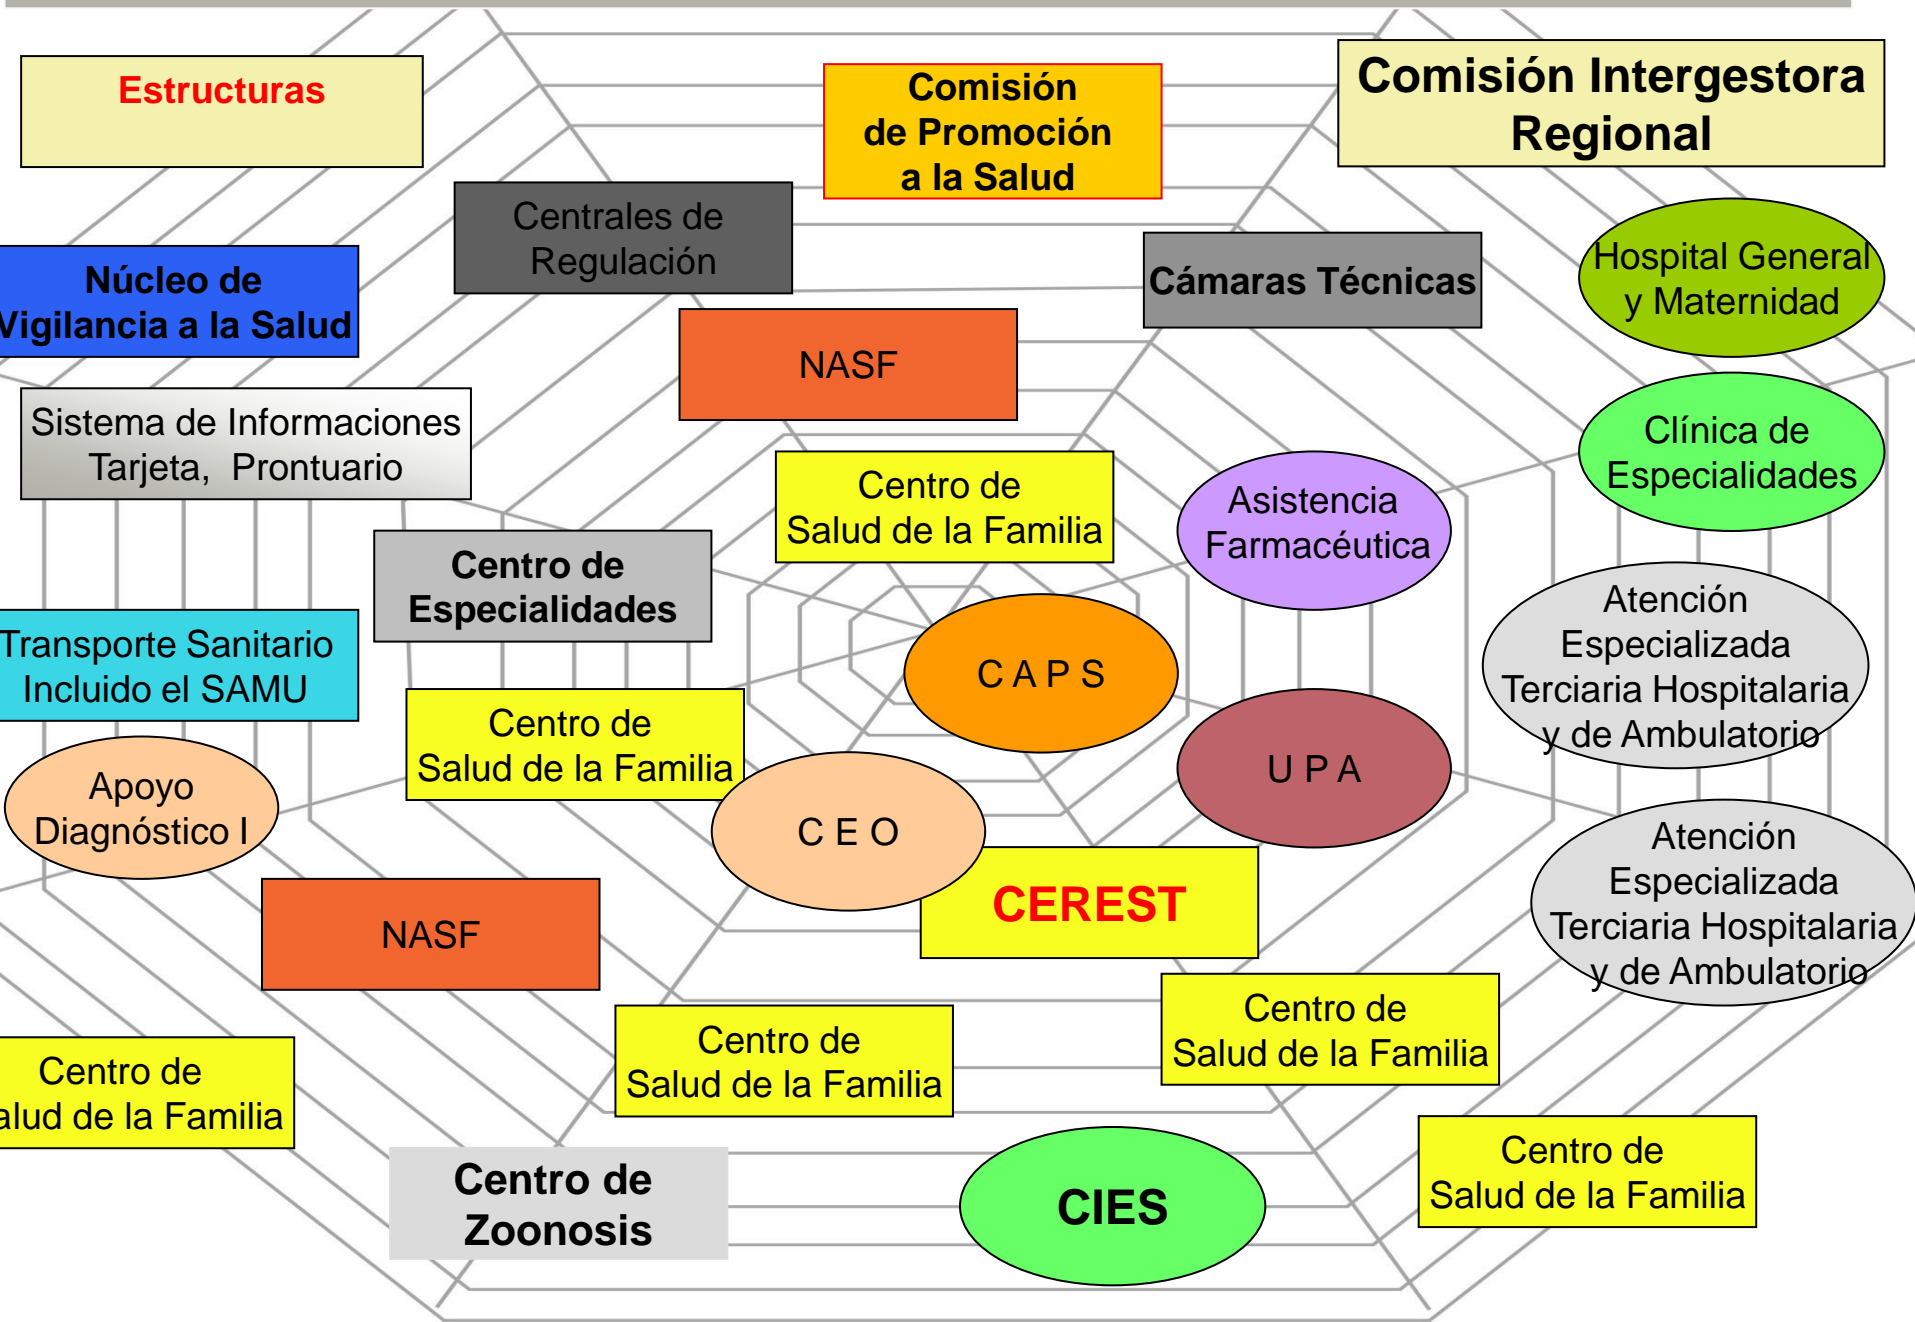 Estructuras
Comisión
de Promoción
a la Salud
Comisión Intergestora
Regional
Centrales de
Regulación
Hospital General
y Maternidad
Núcleo de
Vigilancia a la Salud
Cámaras Técnicas
NASF
Sistema de Informaciones
Tarjeta, Prontuario
Clínica de
Especialidades
Centro de
Salud de la Familia
Asistencia
Farmacéutica
Centro de
Especialidades
Atención
Especializada
Terciaria Hospitalaria
y de Ambulatorio
Transporte Sanitario
Incluido el SAMU
C A P S
Centro de
Salud de la Familia
U P A
Apoyo
Diagnóstico I
C E O
Atención
Especializada
Terciaria Hospitalaria
y de Ambulatorio
CEREST
NASF
Centro de
Salud de la Familia
Centro de
Salud de la Familia
Centro de
alud de la Familia
Centro de
Zoonosis
CIES
Centro de
Salud de la Familia